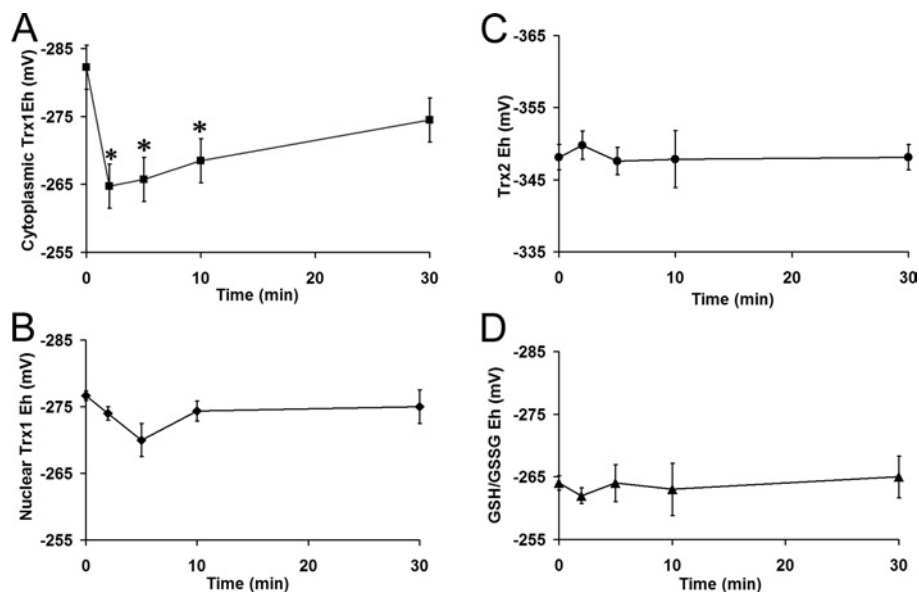 A
Cytoplasmic Trx1Eh (mV)
-285
-275
-265
-255
*
*
*
0
10
20
30
Time (min)
B
Nuclear Trx1 Eh (mV)
-285
-275
-265
-255
0
10
20
30
Time (min)
C
Trx2 Eh (mV)
-365
-355
-345
-335
0
10
20
30
Time (min)
D
GSH/GSSG Eh (mV)
-285
-275
-265
-255
0
10
20
30
Time (min)